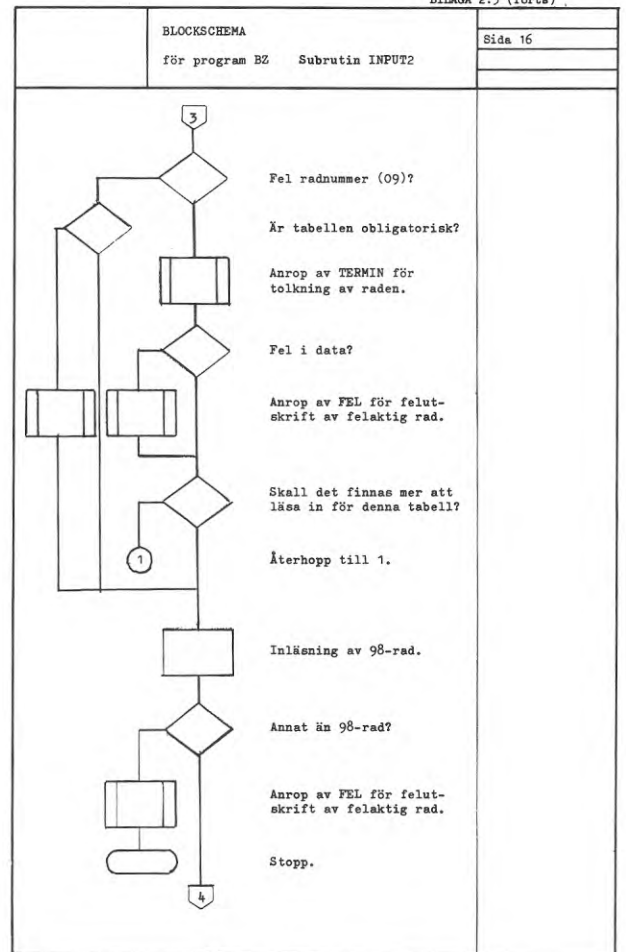 BILAGA 2.5 (forts)
BLOCKSCHEMA
för program BZ Subrutin INPUT2
Sida 16
3
Fel radnummer (09)?
Är tabellen obligatorisk?
Anrop av TERMIN för
tolkning av raden.
Fel i data?
Anrop av FEL för felut-
skrift av felaktig rad.
Skall det finnas mer att
läsa in för denna tabell?
1
Återhopp till 1.
Inläsning av 98-rad.
Annat än 98-rad?
Anrop av FEL för felut-
skrift av felaktig rad.
Stopp.
4